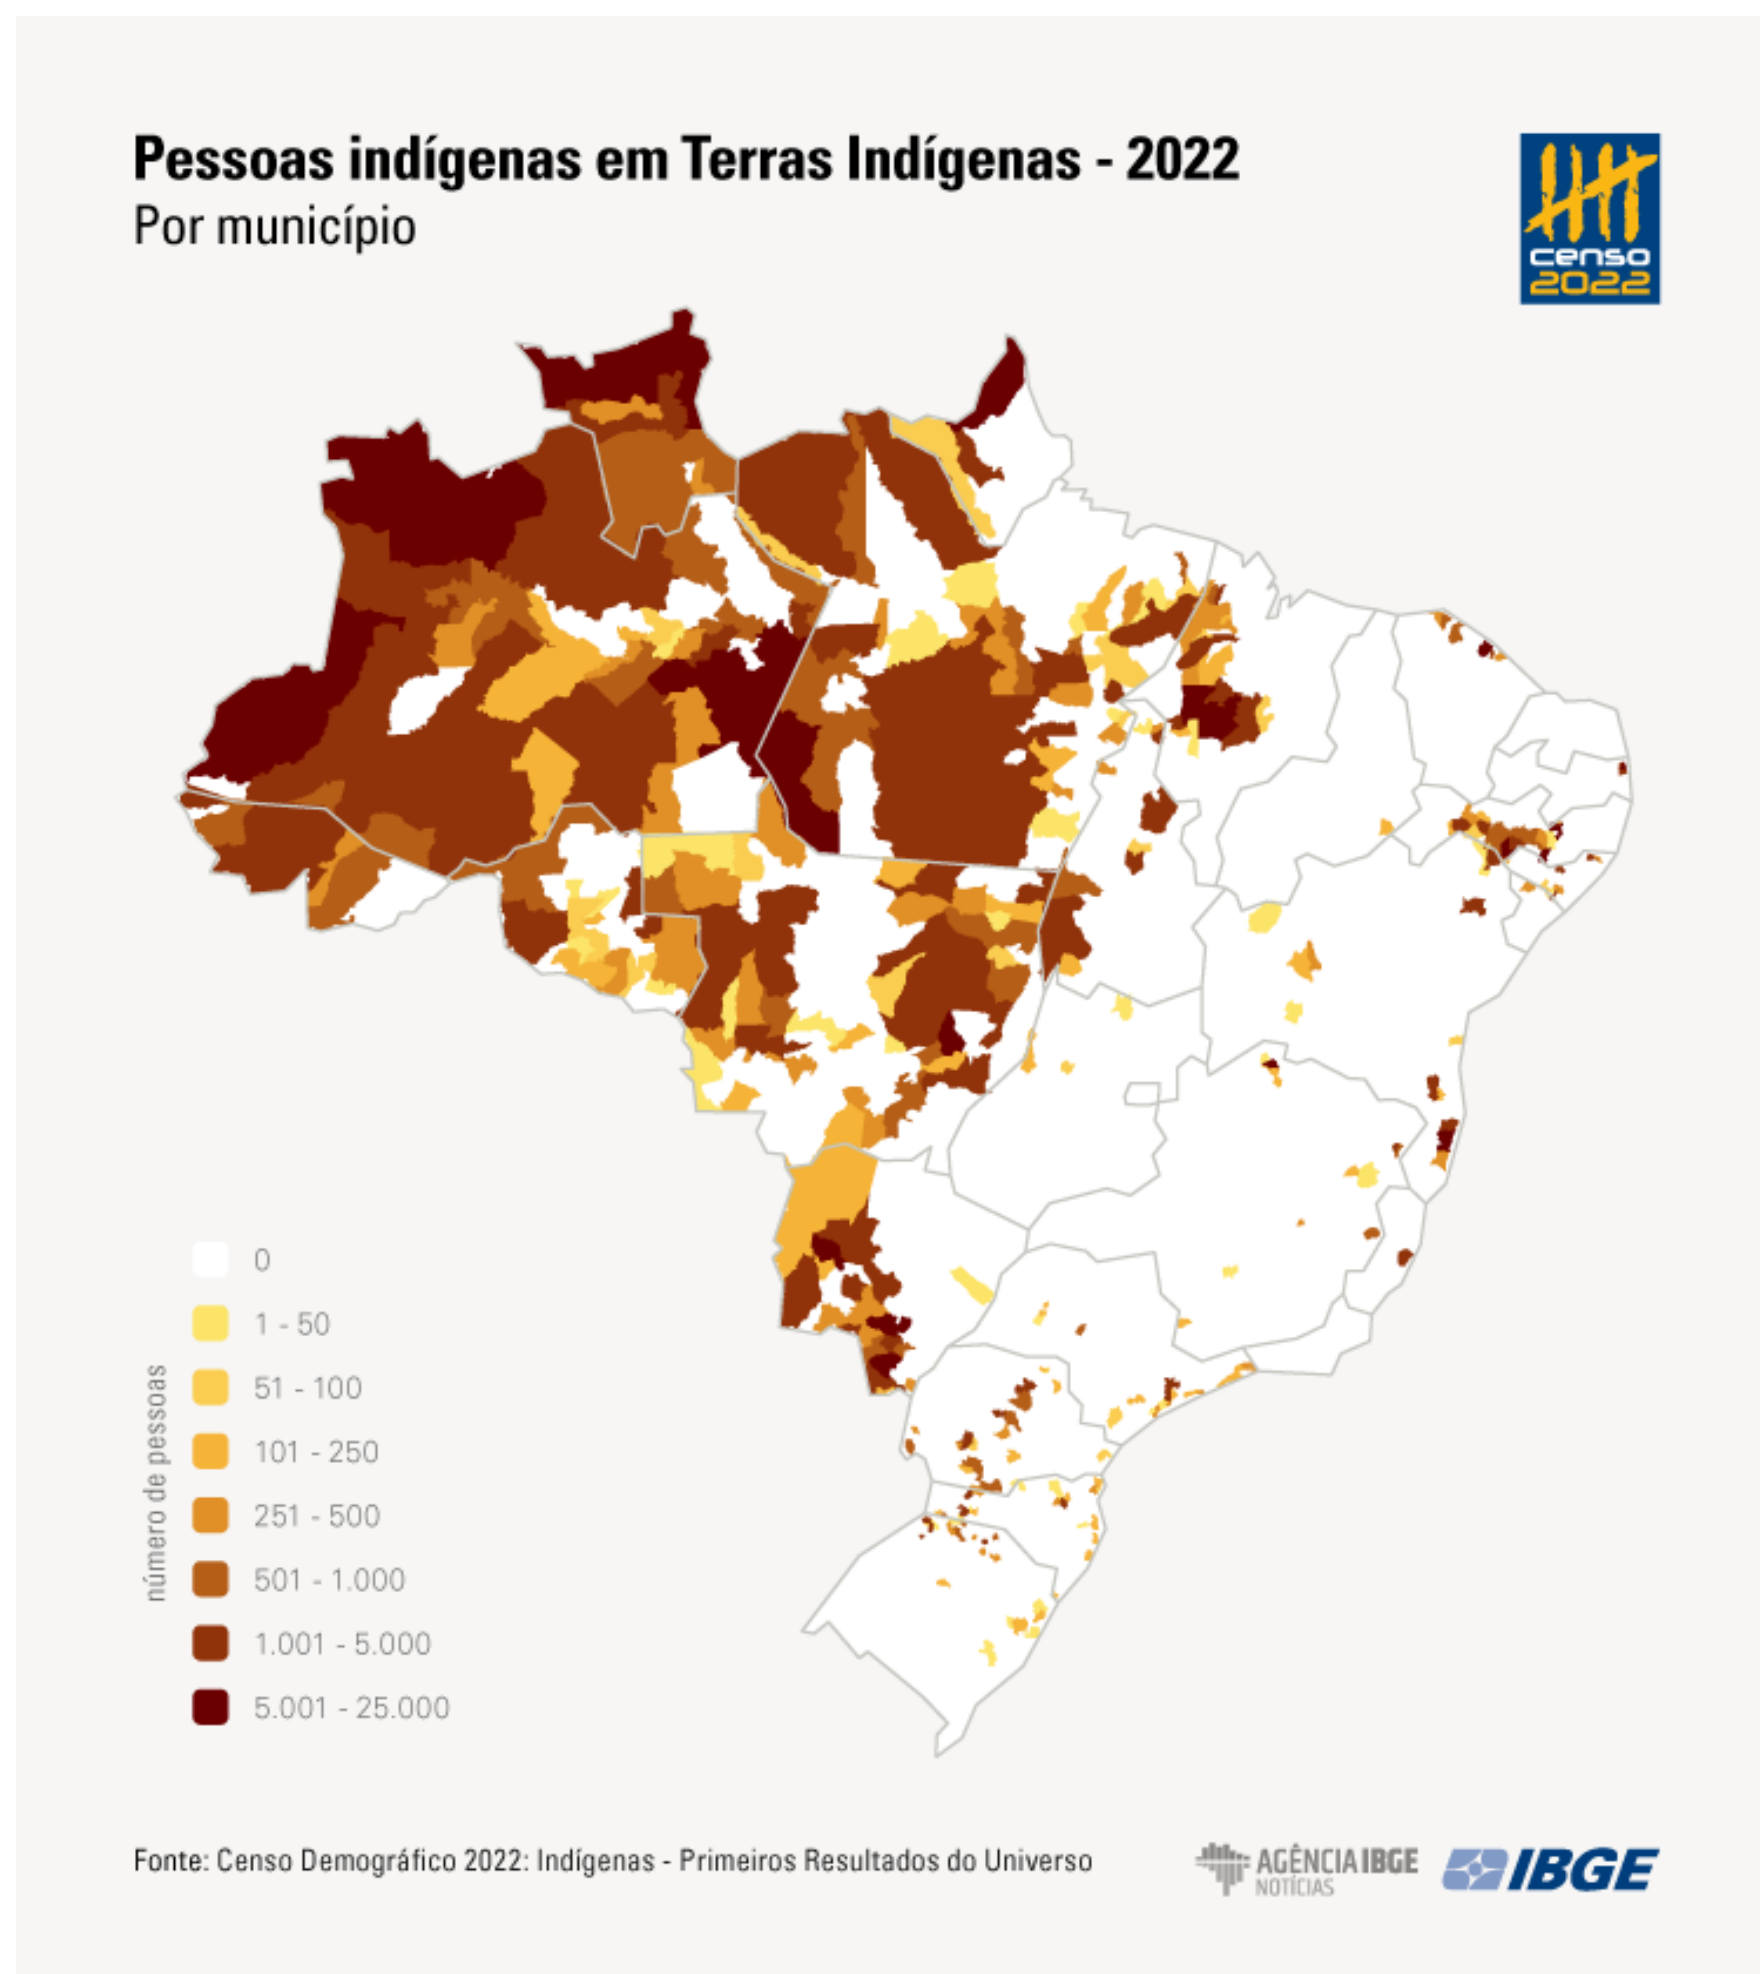 Pessoas indígenas em Terras Indígenas - 2022
Por município
censo
2022
número de pessoas
0
1 - 50
51 - 100
101 - 250
251 - 500
501 - 1.000
1.001 - 5.000
5.001 - 25.000
Fonte: Censo Demográfico 2022: Indígenas - Primeiros Resultados do Universo
AGÊNCIA IBGE
NOTÍCIAS
IBGE